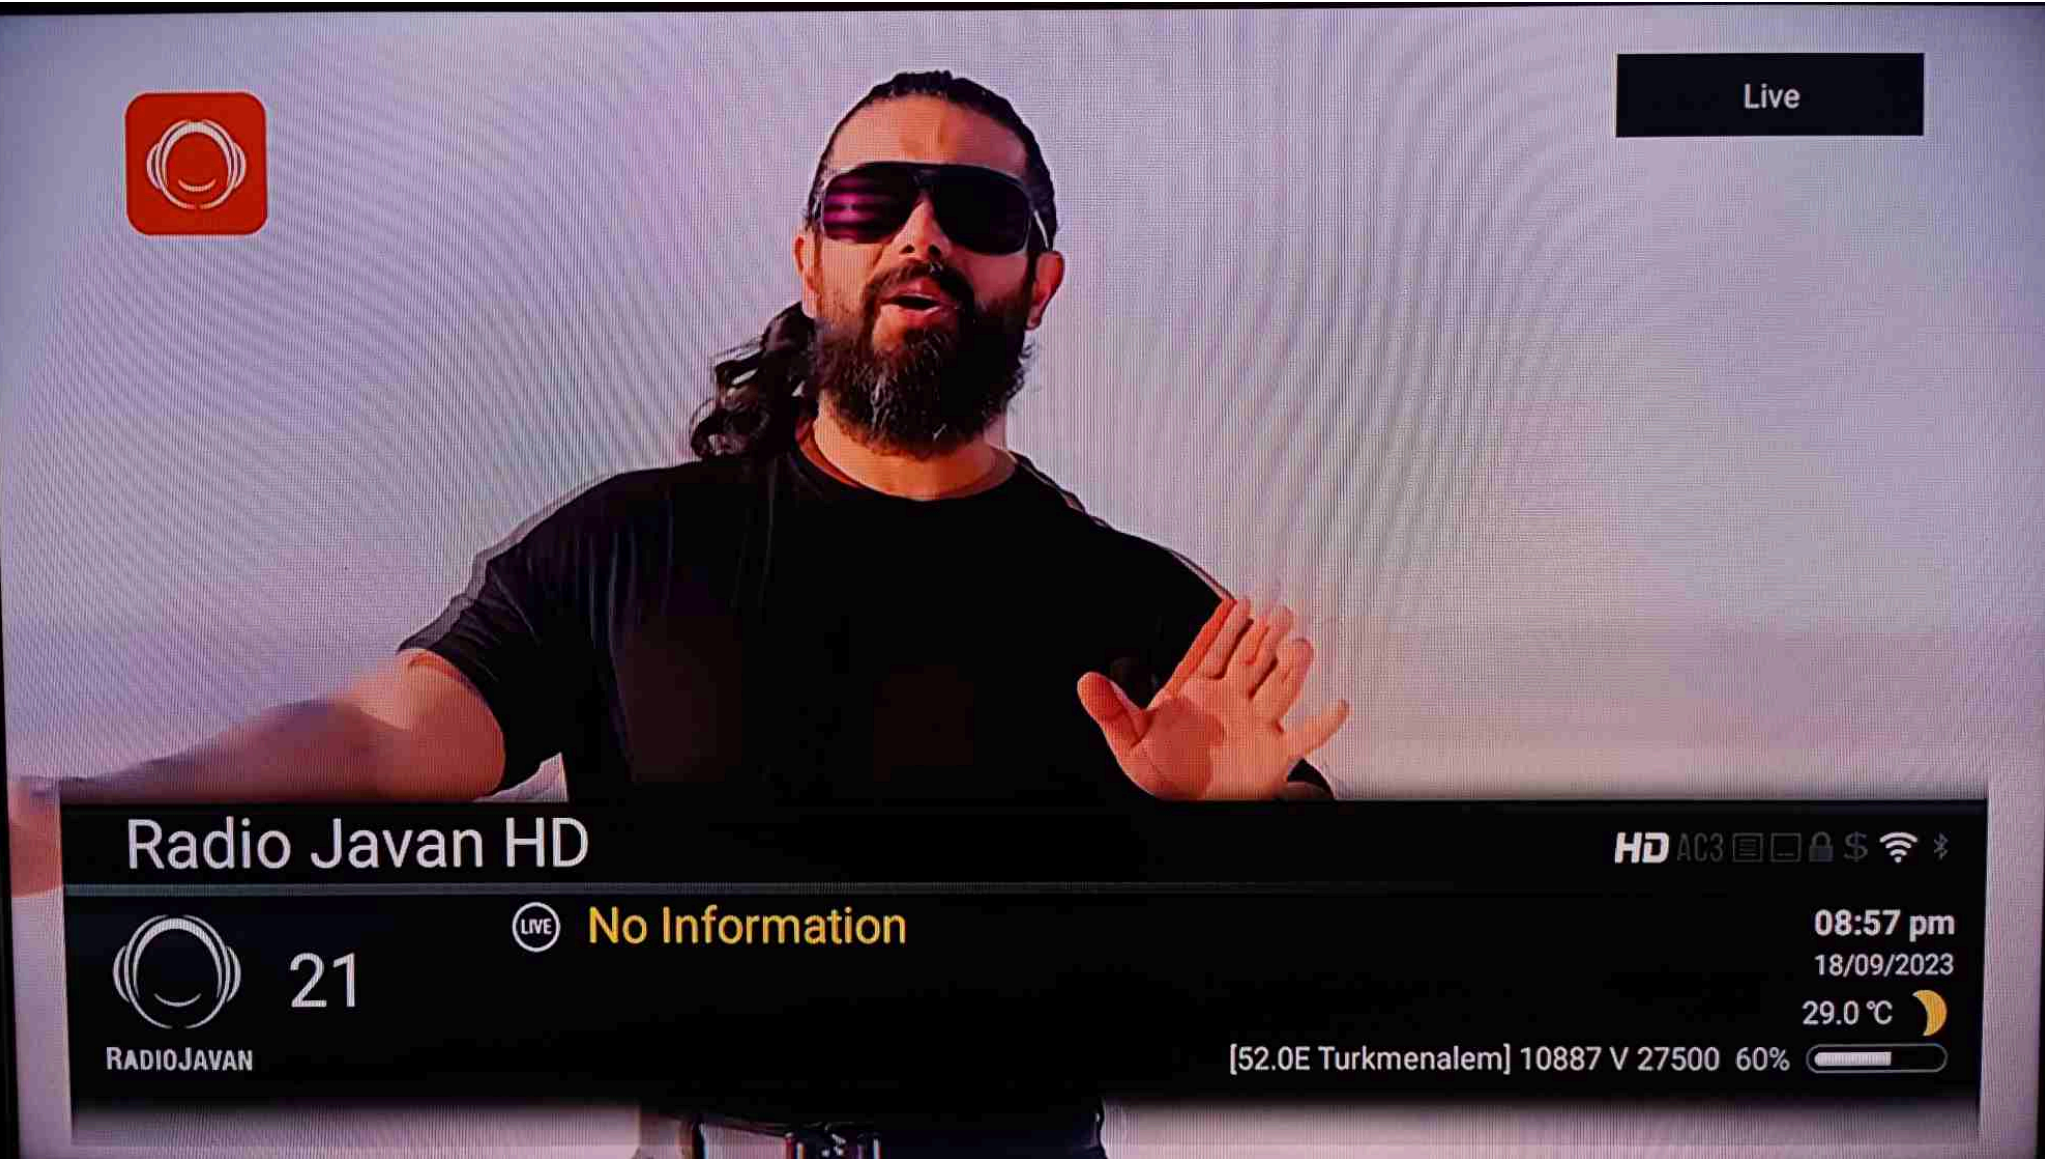 Live
Radio Javan HD
HD AC3 $
LIVE No Information
21
RADIOJAVAN
08:57 pm
18/09/2023
29.0 °C
[52.0E Turkmenalem] 10887 V 27500 60%